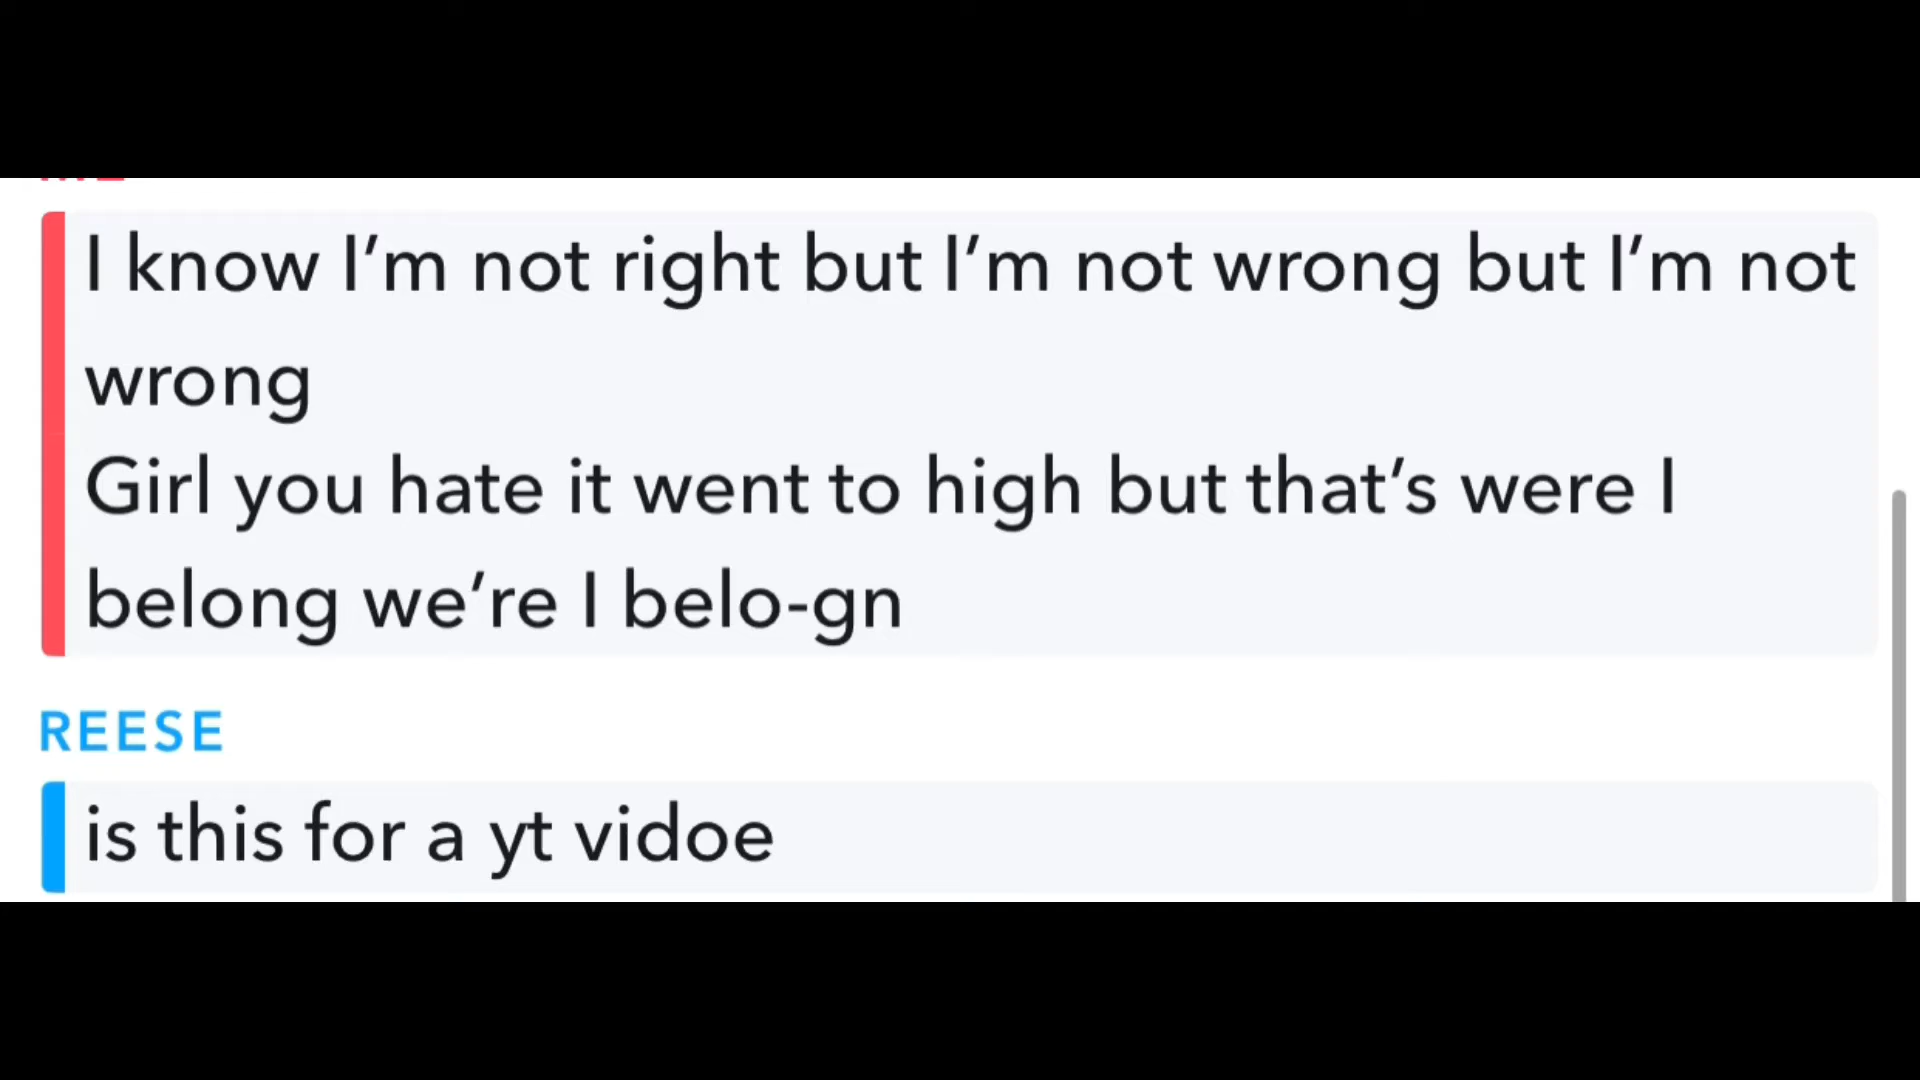 I know I’m not right but I’m not wrong but I’m not
wrong
Girl you hate it went to high but that’s were I
belong we’re I belo-gn
REESE
is this for a yt vidoe